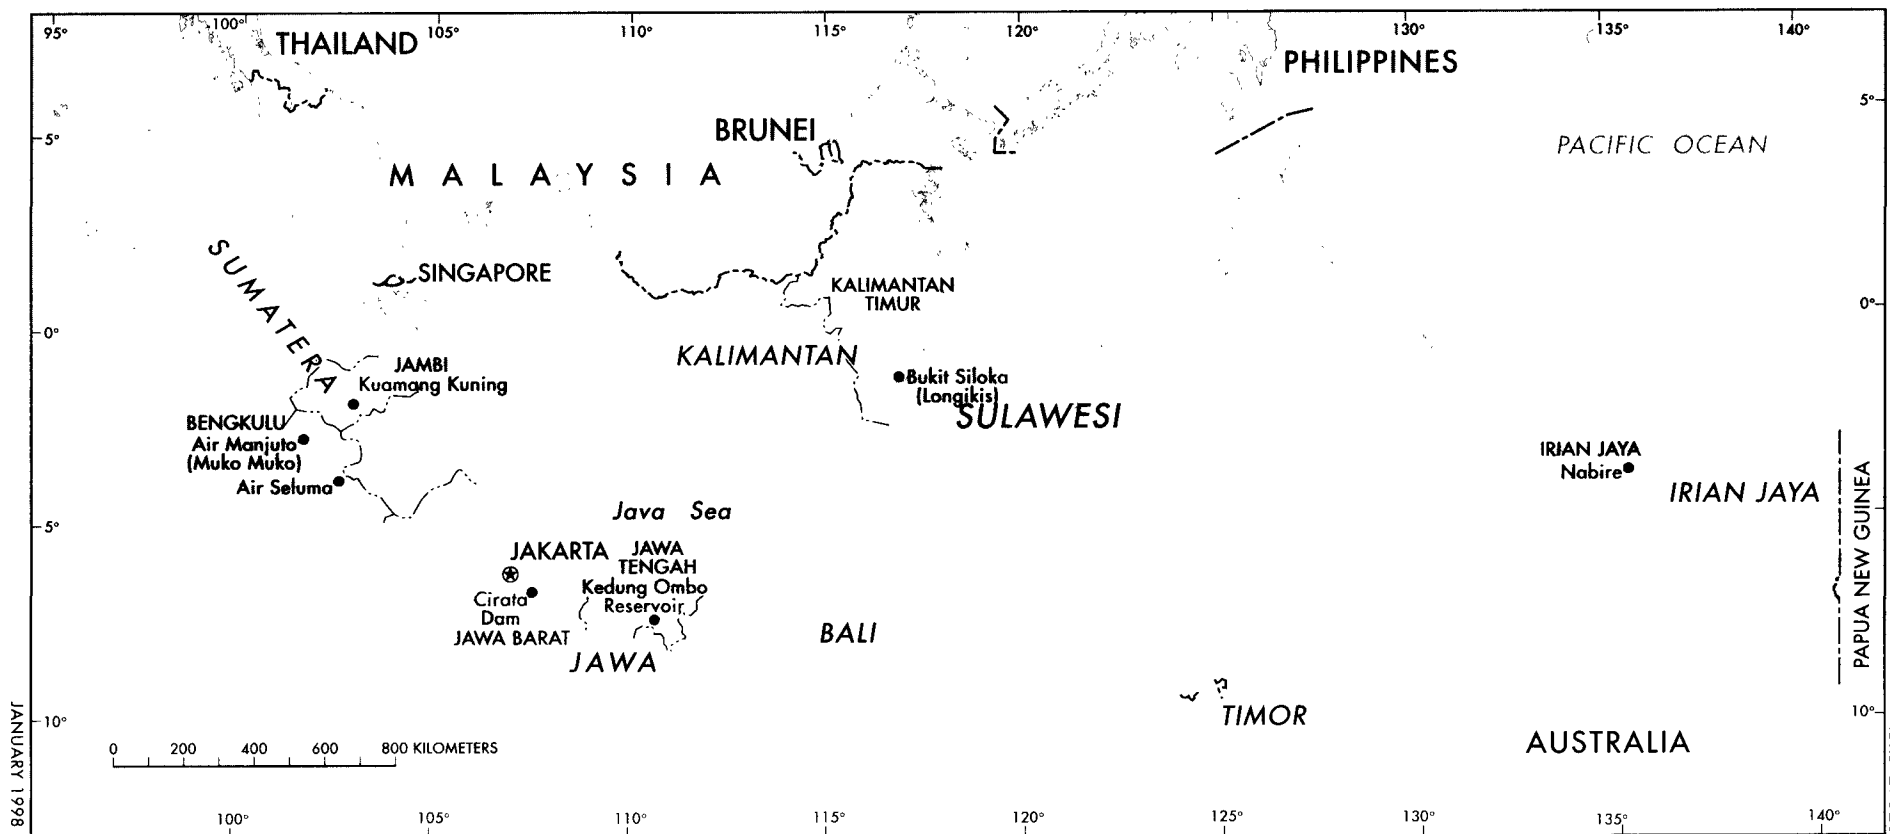 95°
100°
105°
110°
115°
120°
130°
135°
140°
THAILAND
PHILIPPINES
5°
BRUNEI
5°
PACIFIC OCEAN
MALAYSIA
SUMATERA
SINGAPORE
KALIMANTAN
TIMUR
0°
0°
KALIMANTAN
JAMBI
Kuamang Kuning
Bukit Siloka
(Longikis)
SULAWESI
BENGKULU
Air Manjuto
(Muko Muko)
Air Seluma
IRIAN JAYA
Nabire
IRIAN JAYA
PAPUA NEW GUINEA
Java Sea
5°
JAKARTA
JAWA
TENGAH
Kedung Ombo
Reservoir
Cirata
Dam
JAWA BARAT
JAWA
BALI
TIMOR
10°
10°
AUSTRALIA
0 200 400 600 800 KILOMETERS
JANUARY 1998
100°
105°
110°
115°
120°
125°
130°
135°
140°